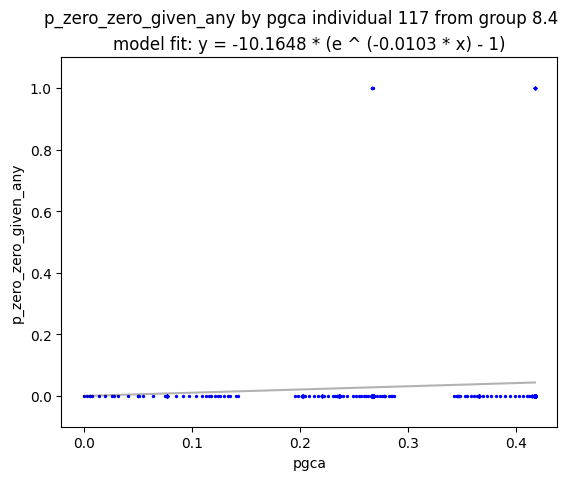 p_zero_zero_given_any by pgca individual 117 from group 8.4
model fit: y = -10.1648 * (e ^ (-0.0103 * x) - 1)
1.0
0.8
0.6
0.4
0.2
0.0
p_zero_zero_given_any
0.0 0.1 0.2 0.3 0.4
pgca